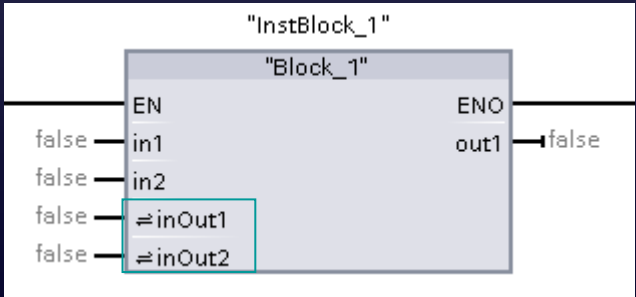 "InstBlock_1"
"Block_1"
EN ENO
false in1 out1 false
false in2
false ⇌inOut1
false ⇌inOut2